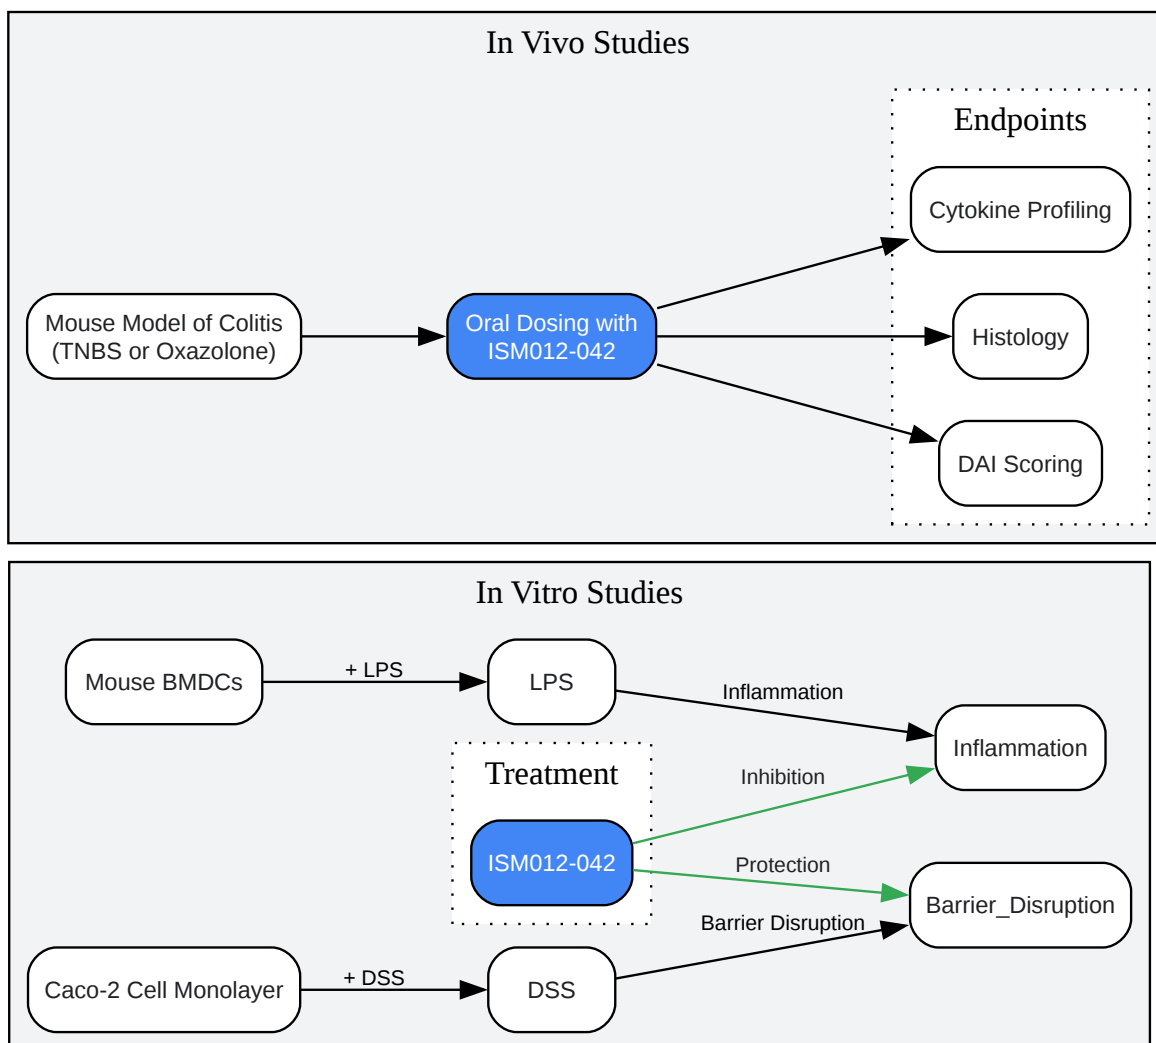 In Vivo Studies
Endpoints
Cytokine Profiling
Mouse Model of Colitis
(TNBS or Oxazolone)
Oral Dosing with
ISM012-042
Histology
DAI Scoring
In Vitro Studies
Mouse BMDCs
+ LPS
LPS
Inflammation
Inflammation
Treatment
Inhibition
ISM012-042
Protection
Barrier_Disruption
Barrier Disruption
Caco-2 Cell Monolayer
+ DSS
DSS